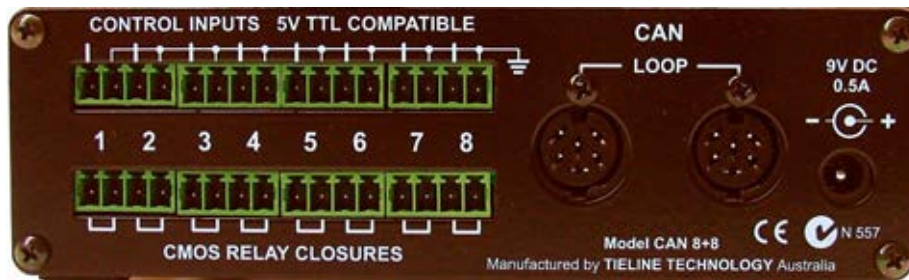 CONTROL INPUTS 5V TTL COMPATIBLE
CAN
LOOP
9V DC
0.5A
- +
1 2 3 4 5 6 7 8
CMOS RELAY CLOSURES
Model CAN 8+8
CE N 557
Manufactured by TIELINE TECHNOLOGY Australia